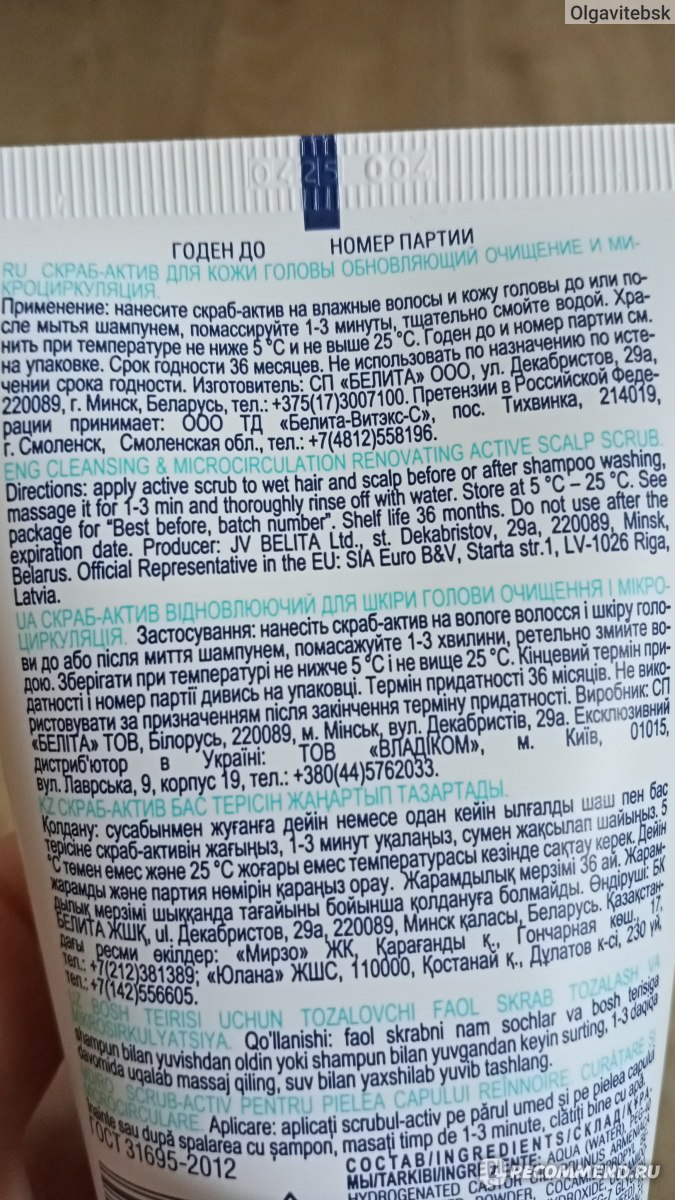 Olgavitebsk
04 25 004
ГОДЕН ДО НОМЕР ПАРТИИ
RU СКРАБ-АКТИВ ДЛЯ КОЖИ ГОЛОВЫ ОБНОВЛЯЮЩИЙ ОЧИЩЕНИЕ И МИ-
КРОЦИРКУЛЯЦИЯ.
Применение: нанесите скраб-актив на влажные волосы и кожу головы до или по-
сле мытья шампунем, помассируйте 1-3 минуты, тщательно смойте водой. Хра-
нить при температуре не ниже 5 °C и не выше 25 °C. Годен до и номер партии см.
на упаковке. Срок годности 36 месяцев. Не использовать по назначению по исте-
чении срока годности. Изготовитель: СП «БЕЛИТА» ООО, ул. Декабристов, 29а,
220089, г. Минск, Беларусь, тел.: +375(17)3007100. Претензии в Российской Феде-
рации принимает: ООО ТД «Белита-Витэкс-С», пос. Тихвинка, 214019,
г. Смоленск, Смоленская обл., тел.: +7(4812)558196.
ENG CLEANSING & MICROCIRCULATION RENOVATING ACTIVE SCALP SCRUB.
Directions: apply active scrub to wet hair and scalp before or after shampoo washing,
massage it for 1-3 min and thoroughly rinse off with water. Store at 5 °C – 25 °C. See
package for “Best before, batch number”. Shelf life 36 months. Do not use after the
expiration date. Producer: JV BELITA Ltd., st. Dekabristov, 29a, 220089, Minsk,
Belarus. Official Representative in the EU: SIA Euro B&V, Starta str.1, LV-1026 Riga,
Latvia.
UA СКРАБ-АКТИВ ВІДНОВЛЮЮЧИЙ ДЛЯ ШКІРИ ГОЛОВИ ОЧИЩЕННЯ І МІКРО-
ЦИРКУЛЯЦІЯ. Застосування: нанесіть скраб-актив на вологе волосся і шкіру голо-
ви до або після миття шампунем, помасажуйте 1-3 хвилини, ретельно змийте во-
дою. Зберігати при температурі не нижче 5 °C і не вище 25 °C. Кінцевий термін при-
датності і номер партії дивись на упаковці. Термін придатності 36 місяців. Не вико-
ристовувати за призначенням після закінчення терміну придатності. Виробник: СП
«БЕЛІТА» ТОВ, Білорусь, 220089, м. Мінськ, вул. Декабристів, 29а. Ексклюзивний
дистриб'ютор в Україні: ТОВ «ВЛАДІКОМ», м. Київ, 01015,
вул. Лаврська, 9, корпус 19, тел.: +380(44)5762033.
KZ СКРАБ-АКТИВ БАС ТЕРІСІН ЖАҢАРТЫП ТАЗАРТАДЫ.
Қолдану: сусабынмен жуғанға дейін немесе одан кейін ылғалды шаш пен бас
терісіне скраб-активін жағыңыз, 1-3 минут уқалаңыз, сумен жақсылап шайыңыз. 5
°C төмен емес және 25 °C жоғары емес температурасы кезінде сақтау керек. Дейін
жарамды және партия нөмірін қараңыз орау. Жарамдылық мерзімі 36 ай. Жарам-
дылық мерзімі шыққанда тағайыны бойынша қолдануға болмайды. Өндіруші: БК
БЕЛИТА ЖШҚ, ul. Декабристов, 29а, 220089, Минск қаласы, Беларусь. Қазақстан-
дағы ресми өкілдер: «Мирзо» ЖК, Қарағанды қ., Гончарная көш., 17,
тел.: +7(212)381389; «Юлана» ЖШС, 110000, Қостанай қ., Дулатов к-сі, 230 үй,
тел.: +7(142)556605.
UZ BOSH TEIRISI UCHUN TOZALOVCHI FAOL SKRAB TOZALASH VA
MIKROSIRKULYATSIYA. Qo'llanishi: faol skrabni nam sochlar va bosh terisiga
shampun bilan yuvishdan oldin yoki shampun bilan yuvgandan keyin surting, 1-3 daqiqa
davomida uqalab massaj qiling, suv bilan yaxshilab yuvib tashlang.
SCRUB-ACTIV PENTRU PIELEA CAPULUI REÎNNOIRE CURĂTARE
MICROCIRCULARE. Aplicare: aplicați scrubul-activ pe părul umed și pe pielea capului
înainte sau după spalarea cu șampon, masați timp de 1-3 minute, clătiți bine cu apă.
ГОСТ 31695-2012
СОСТАВ/INGREDIENTS/СКЛАД/ҚҰРА-
МЫ/TARKIBI/INGREDIENTE: AQUA (WATER),
HYDROGENATED CASTOR OIL, PRUNUS ARMENIACA
POWDER,
IRECOMMEND.RU